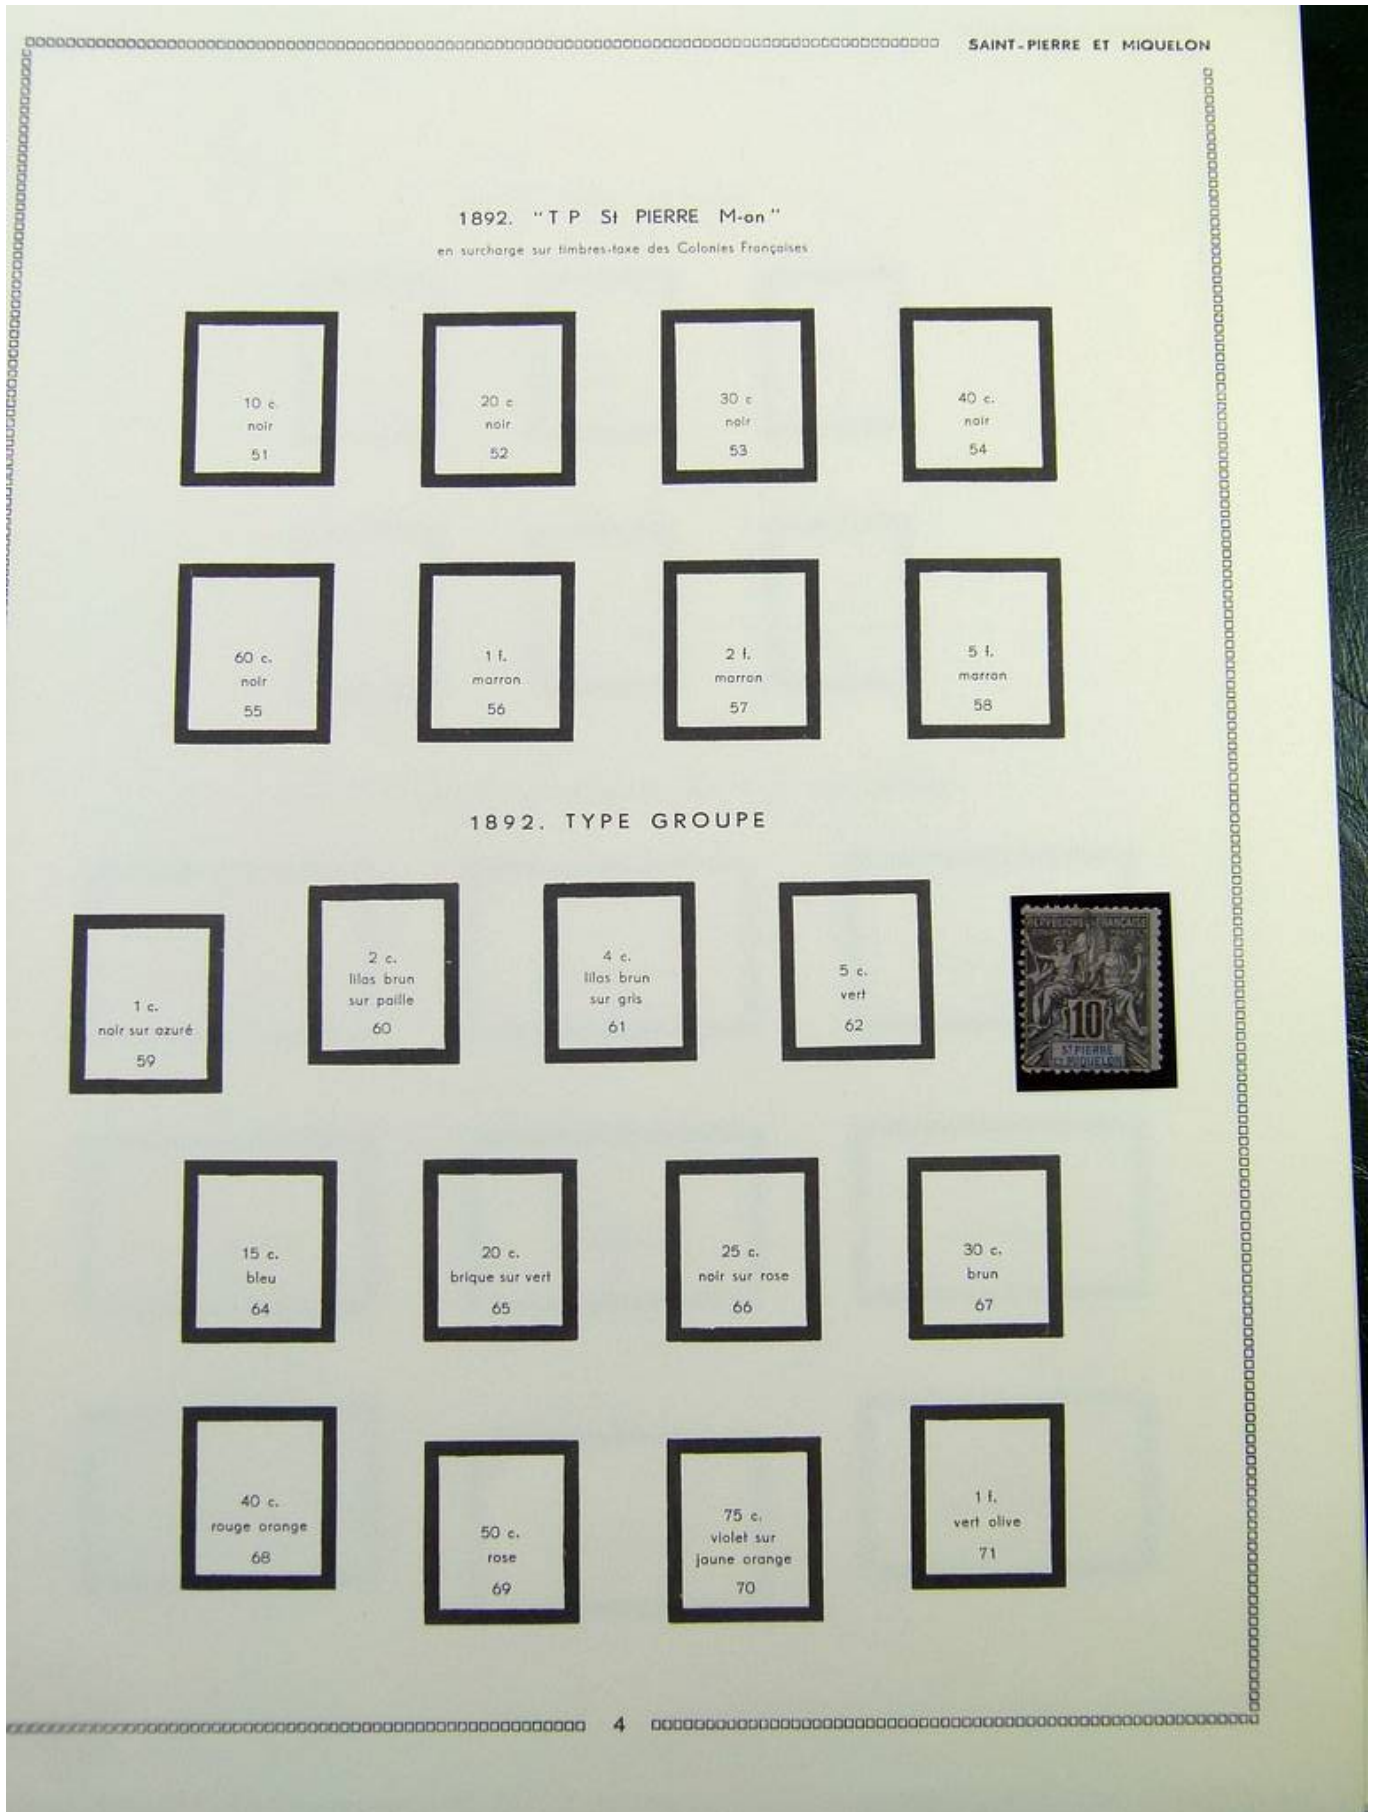 SAINT-PIERRE ET MIQUELON
1892. "T P St PIERRE M-on"
en surcharge sur timbres-taxe des Colonies Françaises
10 c
noir
51
20 c
noir
52
30 c
noir
53
40 c.
noir
54
60 c.
noir
55
1 f.
marron
56
2 f.
marron
57
5 f.
marron
58
1892. TYPE GROUPE
1 c.
noir sur azuré
59
2 c.
lilas brun
sur paille
60
4 c.
lilas brun
sur gris
61
5 c.
vert
62
FRANÇAISE
10
ST PIERRE
ET MIQUELON
15 c.
bleu
64
20 c.
brique sur vert
65
25 c.
noir sur rose
66
30 c.
brun
67
40 c.
rouge orange
68
50 c.
rose
69
75 c.
violet sur
jaune orange
70
1 f.
vert olive
71
4